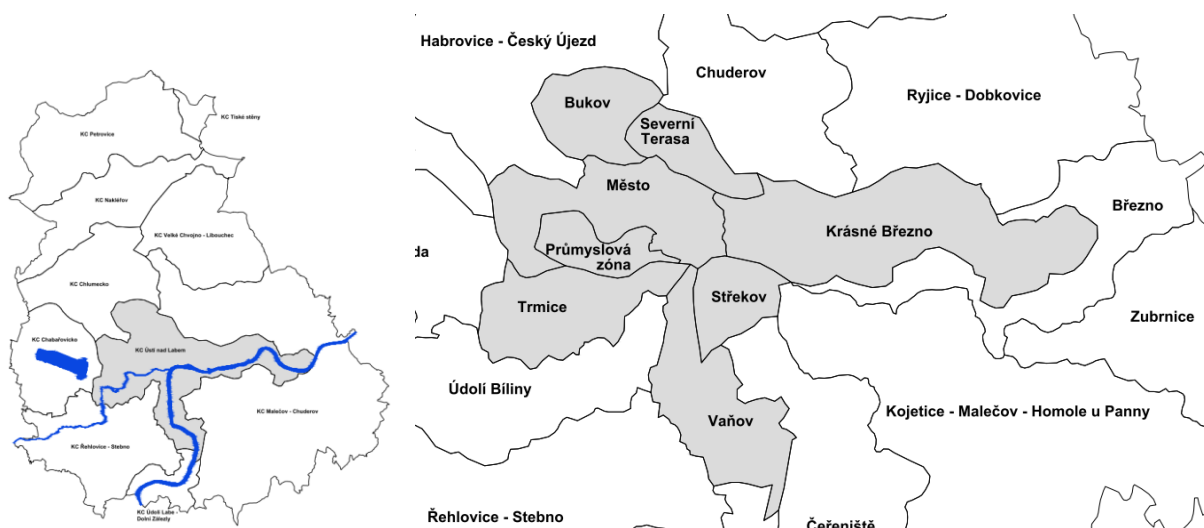 KC Tiské stěny
KC Petrovice
KC Nakléřov
KC Velké Chvojno - Libouchec
KC Chlumecko
KC Chabařovicko
KC Ústí nad Labem
KC Malečov - Chuderov
KC Řehlovice - Stebno
KC Údolí Labe -
Dolní Zálezly
Habrovice - Český Újezd
Chuderov
Ryjice - Dobkovice
Bukov
Severní
Terasa
Město
Březno
Krásné Březno
da
Průmyslová
zóna
Trmice
Střekov
Zubrnice
Údolí Bíliny
Vaňov
Kojetice - Malečov - Homole u Panny
Řehlovice - Stebno
Čeřeniště